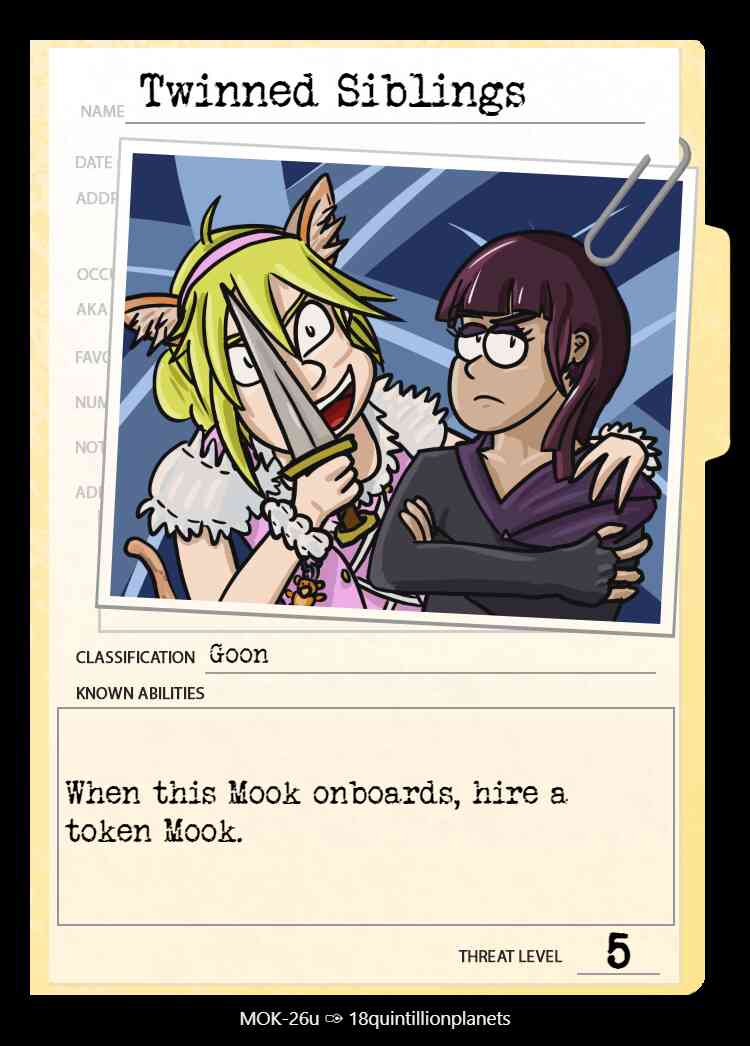 NAME Twinned Siblings
DATE
ADDR
OCCU
AKA
FAVO
NUM
NOT
ADD
CLASSIFICATION Goon
KNOWN ABILITIES
When this Mook onboards, hire a
token Mook.
THREAT LEVEL 5
MOK-26u ✑ 18quintillionplanets